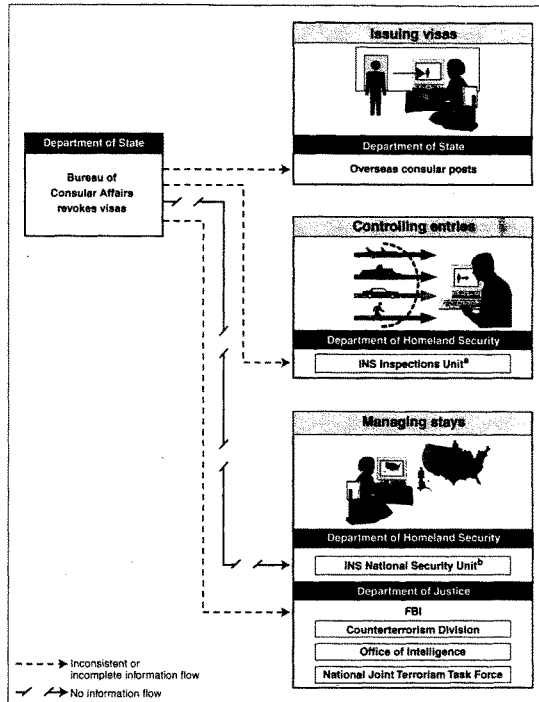 Issuing visas
Department of State
Overseas consular posts
Department of State
Bureau of
Consular Affairs
revokes visas
Controlling entries
Department of Homeland Security
INS Inspections Unitᵃ
Managing stays
Department of Homeland Security
INS National Security Unitᵇ
Department of Justice
FBI
Counterterrorism Division
Office of Intelligence
National Joint Terrorism Task Force
Inconsistent or
incomplete information flow
No information flow